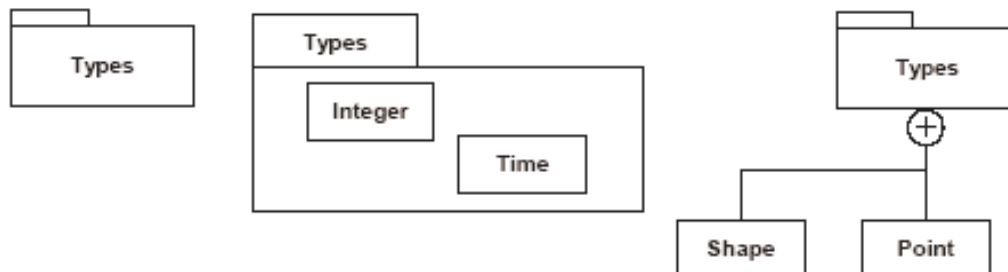 Types
Types
Integer
Time
Types
Shape
Point